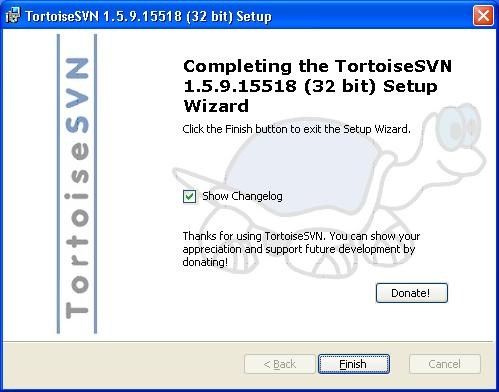 TortoiseSVN 1.5.9.15518 (32 bit) Setup
TortoiseSVN
Completing the TortoiseSVN
1.5.9.15518 (32 bit) Setup
Wizard
Click the Finish button to exit the Setup Wizard.
Show Changelog
Thanks for using TortoiseSVN. You can show your
appreciation and support future development by
donating!
Donate!
< Back
Finish
Cancel